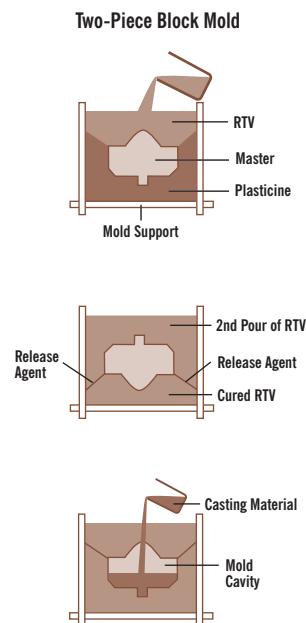 Two-Piece Block Mold
RTV
Master
Plasticine
Mold Support
2nd Pour of RTV
Release
Agent
Release Agent
Cured RTV
Casting Material
Mold
Cavity